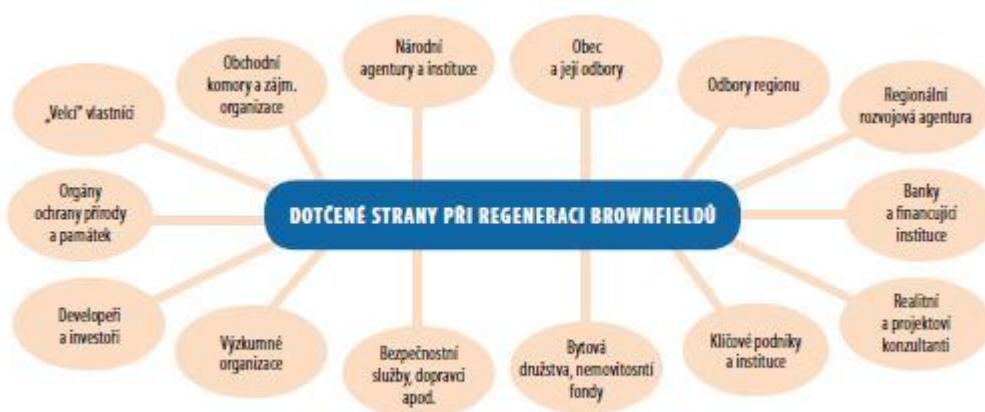 Národní
agentury a instituce
Obec
a její odbory
Obchodní
komory a zájm.
organizace
Odbory regionu
„Velcí" vlastníci
Regionální
rozvojová agentura
DOTČENÉ STRANY PŘI REGENERACI BROWNFIELDŮ
Orgány
ochrany přírody
a památek
Banky
a financující
instituce
Developeři
a investoři
Realitní
a projektoví
konzultanti
Výzkumné
organizace
Klíčové podniky
a instituce
Bezpečnostní
služby, dopravci
apod.
Bytová
družstva, nemovitosntí
fondy